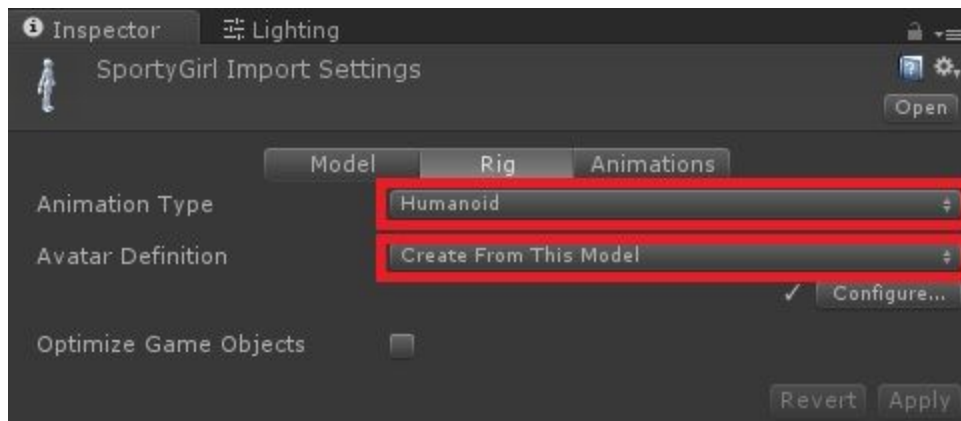 Inspector Lighting
SportyGirl Import Settings
Open
Model Rig Animations
Animation Type Humanoid
Avatar Definition Create From This Model
✓ Configure...
Optimize Game Objects
Revert Apply